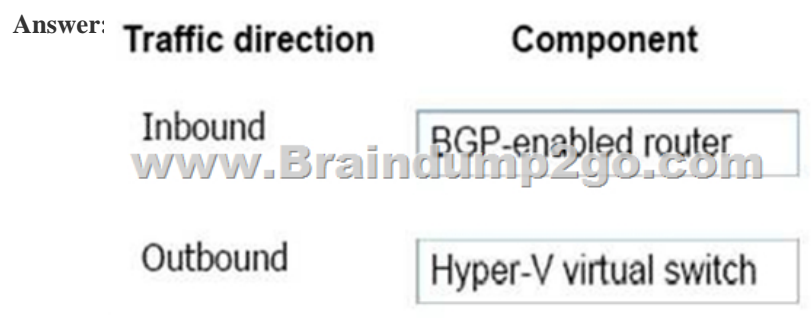 Answer:
Traffic direction Component
Inbound BGP-enabled router
www.Braindump2go.com
Outbound Hyper-V virtual switch